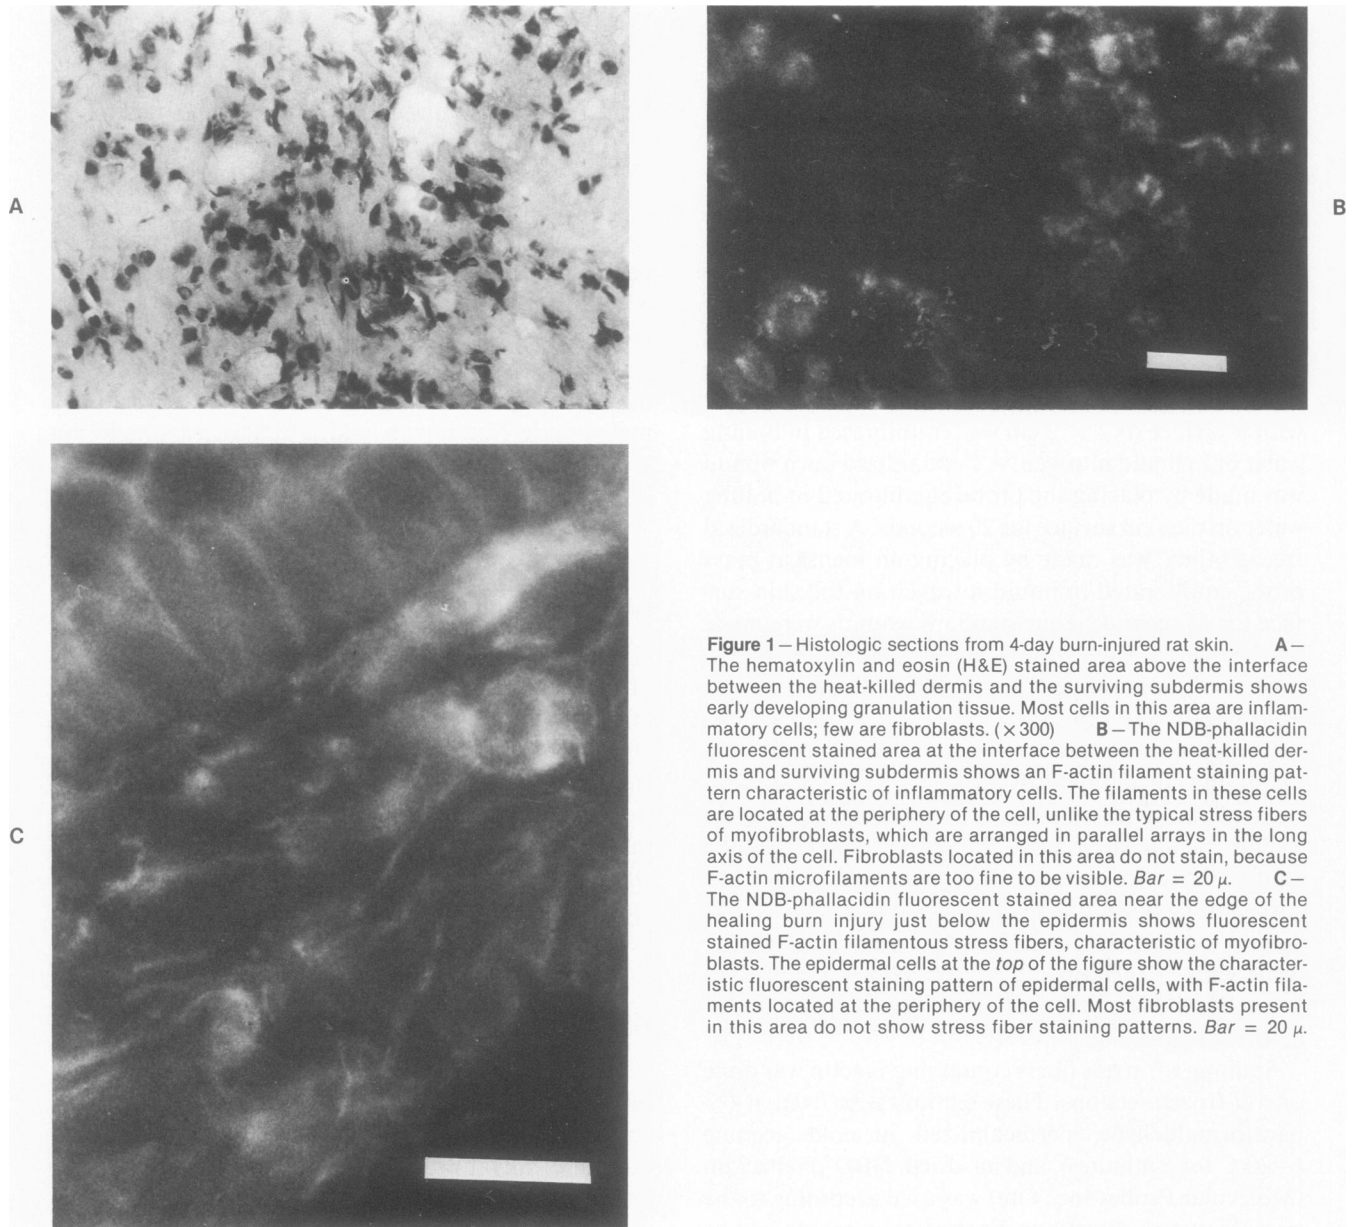 A
B
C
Figure 1—Histologic sections from 4-day burn-injured rat skin. A—
The hematoxylin and eosin (H&E) stained area above the interface
between the heat-killed dermis and the surviving subdermis shows
early developing granulation tissue. Most cells in this area are inflam-
matory cells; few are fibroblasts. (×300) B—The NDB-phallacidin
fluorescent stained area at the interface between the heat-killed der-
mis and surviving subdermis shows an F-actin filament staining pat-
tern characteristic of inflammatory cells. The filaments in these cells
are located at the periphery of the cell, unlike the typical stress fibers
of myofibroblasts, which are arranged in parallel arrays in the long
axis of the cell. Fibroblasts located in this area do not stain, because
F-actin microfilaments are too fine to be visible. Bar = 20 μ. C—
The NDB-phallacidin fluorescent stained area near the edge of the
healing burn injury just below the epidermis shows fluorescent
stained F-actin filamentous stress fibers, characteristic of myofibro-
blasts. The epidermal cells at the top of the figure show the character-
istic fluorescent staining pattern of epidermal cells, with F-actin fila-
ments located at the periphery of the cell. Most fibroblasts present
in this area do not show stress fiber staining patterns. Bar = 20 μ.